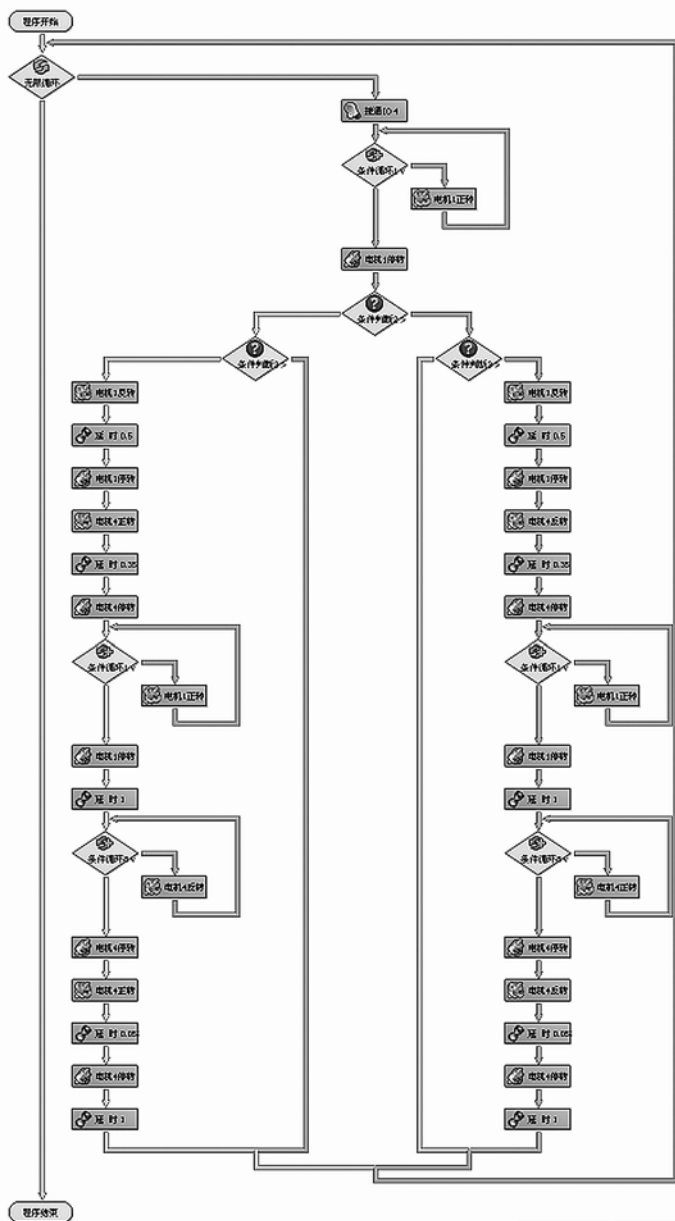 程序开始
无限循环
接通IO-4
条件循环1
电机1正转
电机1停转
条件判断2
条件判断3
电机1反转
延 时 0.5
电机1停转
电机4正转
延 时 0.35
电机4停转
条件循环1
电机1正转
电机1停转
延 时 1
条件循环
电机4反转
电机4停转
电机4正转
延 时 0.05
电机4停转
延 时 1
条件判断
电机1反转
延 时 0.5
电机1停转
电机4反转
延 时 0.35
电机4停转
条件循环1
电机1正转
电机1停转
延 时 1
条件循环
电机4正转
电机4停转
电机4反转
延 时 0.05
电机4停转
延 时 1
程序结束